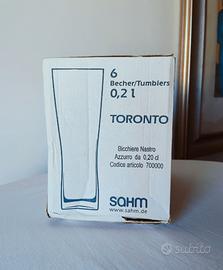 6
Becher/Tumblers
0,2 l
TORONTO
Bicchiere Nastro
Azzurro da 0,20 cl
Codice articolo 700000
sahm
www.sahm.de
subito